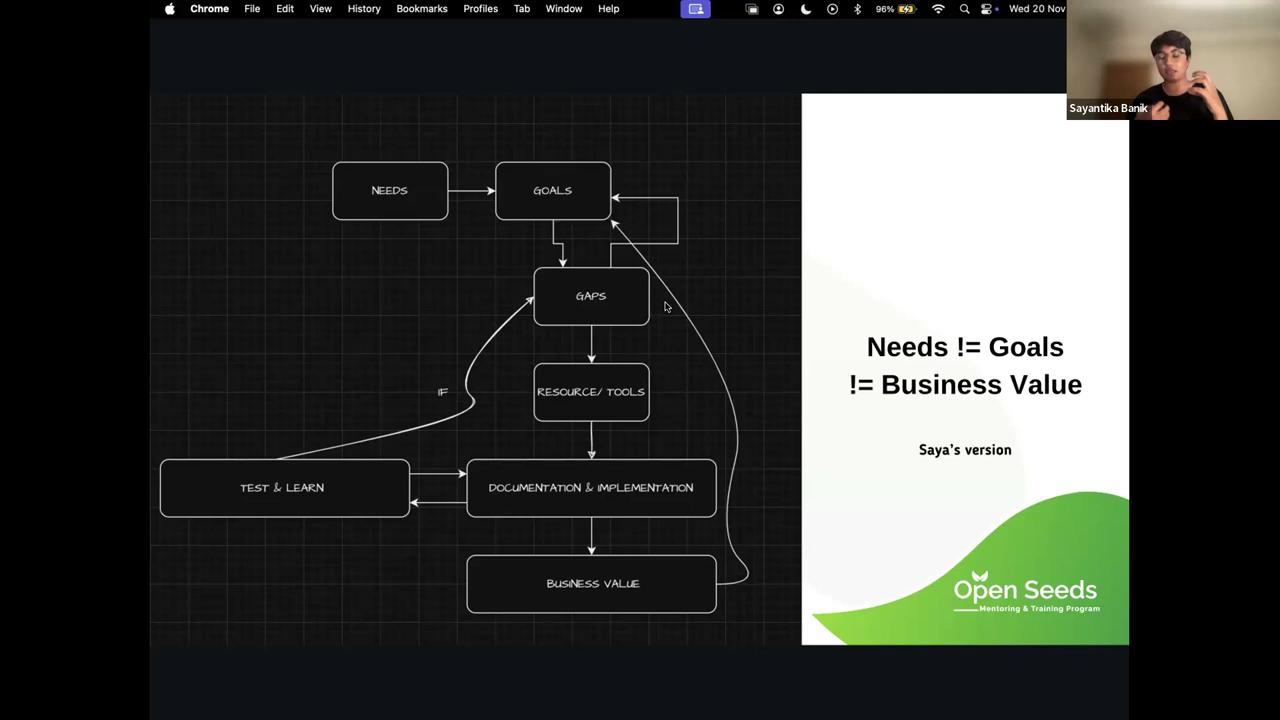 Chrome File Edit View History Bookmarks Profiles Tab Window Help 96% Wed 20 Nov
Sayantika Banik
NEEDS
GOALS
GAPS
IF
RESOURCE/ TOOLS
TEST & LEARN
DOCUMENTATION & IMPLEMENTATION
BUSINESS VALUE
Needs != Goals
!= Business Value
Saya's version
Open Seeds
Mentoring & Training Program